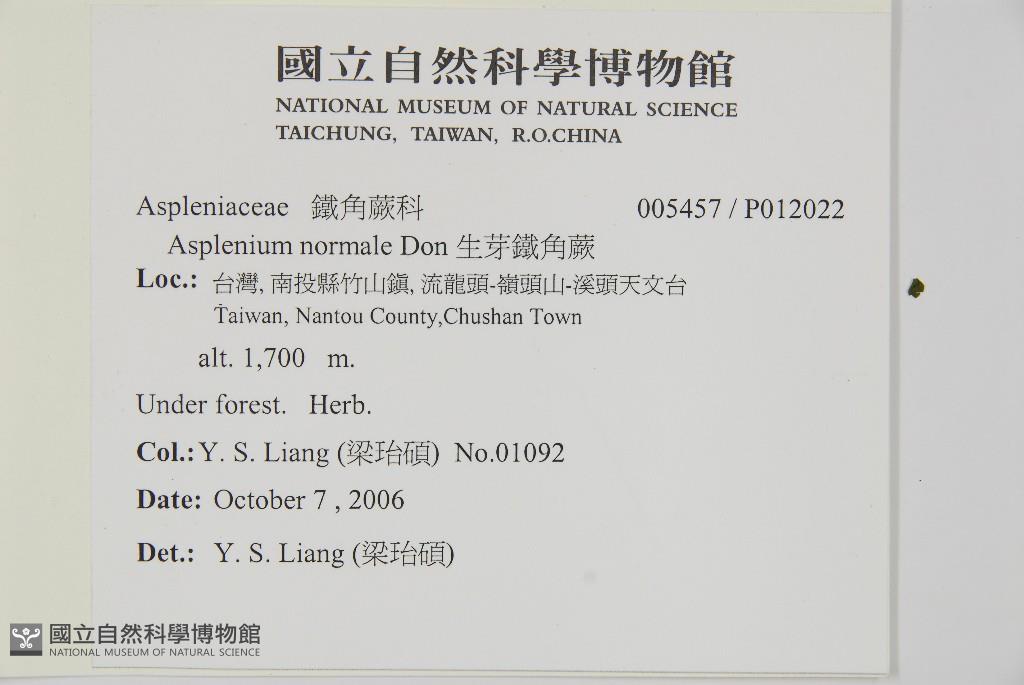 國立自然科學博物館
NATIONAL MUSEUM OF NATURAL SCIENCE
TAICHUNG, TAIWAN, R.O.CHINA
Aspleniaceae 鐵角蕨科 005457 / P012022
Asplenium normale Don 生芽鐵角蕨
Loc.: 台灣, 南投縣竹山鎮, 流龍頭-嶺頭山-溪頭天文台
Taiwan, Nantou County,Chushan Town
alt. 1,700 m.
Under forest. Herb.
Col.: Y. S. Liang (梁珆碩) No.01092
Date: October 7 , 2006
Det.: Y. S. Liang (梁珆碩)
國立自然科學博物館
NATIONAL MUSEUM OF NATURAL SCIENCE